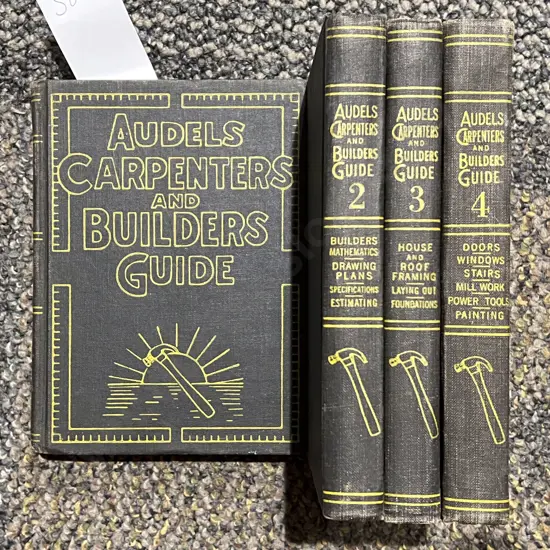 AUDELS
CARPENTERS
AND
BUILDERS
GUIDE
AUDELS
CARPENTERS
AND
BUILDERS
GUIDE
2
BUILDERS
MATHEMATICS
DRAWING
PLANS
SPECIFICATIONS
ESTIMATING
AUDELS
CARPENTERS
AND
BUILDERS
GUIDE
3
HOUSE
AND
ROOF
FRAMING
LAYING OUT
FOUNDATIONS
AUDELS
CARPENTERS
AND
BUILDERS
GUIDE
4
DOORS
WINDOWS
STAIRS
MILL WORK
POWER TOOLS
PAINTING